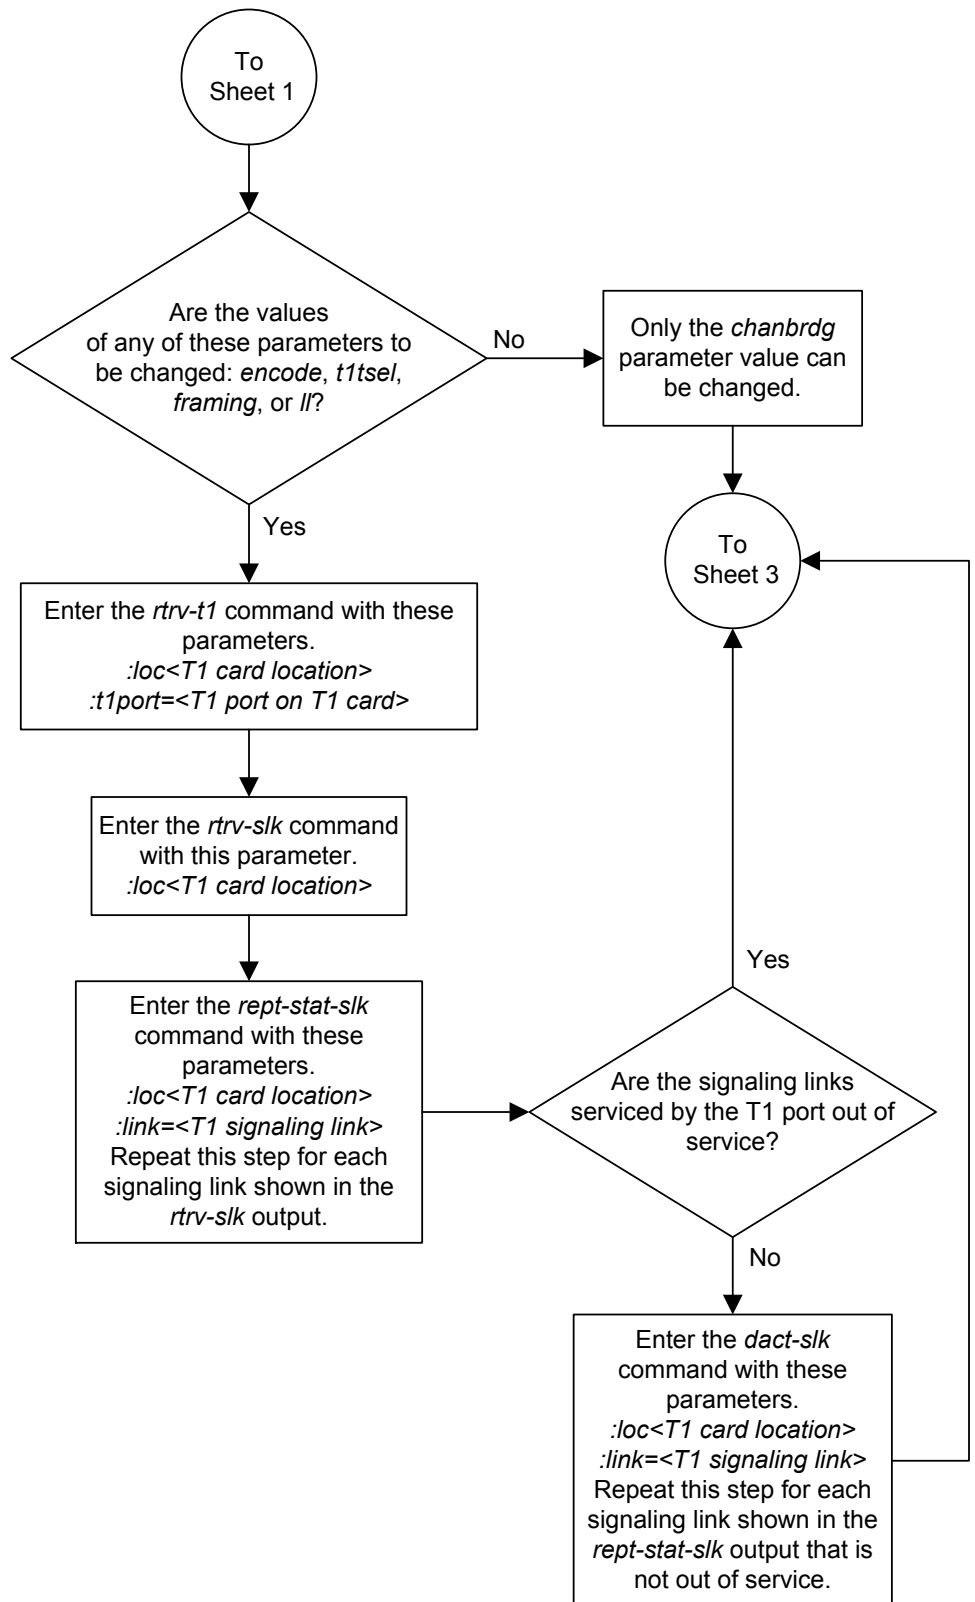 To
Sheet 1
Are the values
of any of these parameters to
be changed: encode, t1tsel,
framing, or ll?
No
Only the chanbrdg
parameter value can
be changed.
Yes
To
Sheet 3
Enter the rtrv-t1 command with these
parameters.
:loc<T1 card location>
:t1port=<T1 port on T1 card>
Enter the rtrv-slk command
with this parameter.
:loc<T1 card location>
Enter the rept-stat-slk
command with these
parameters.
:loc<T1 card location>
:link=<T1 signaling link>
Repeat this step for each
signaling link shown in the
rtrv-slk output.
Yes
Are the signaling links
serviced by the T1 port out of
service?
No
Enter the dact-slk
command with these
parameters.
:loc<T1 card location>
:link=<T1 signaling link>
Repeat this step for each
signaling link shown in the
rept-stat-slk output that is
not out of service.